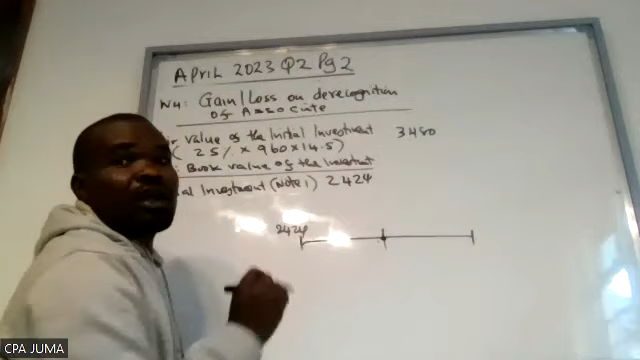 April 2023 Q2 Pg 2
W4: Gain/Loss on derecognition
of Associate
value of the Initial Investment 3480
( 25% × 960 × 14.5)
Book value of the Investment
Investment (Note 1) 2424
2424
CPA JUMA